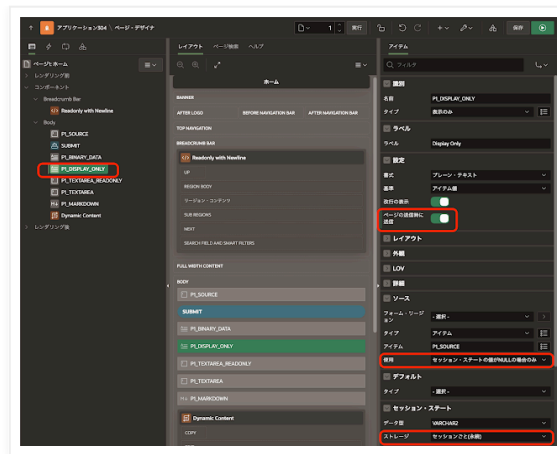 アプリケーション304 \ ページ・デザイナ
1
実行
保存
ページ1: ホーム
レンダリング前
コンポーネント
Breadcrumb Bar
Readonly with Newline
Body
P1_SOURCE
SUBMIT
P1_BINARY_DATA
P1_DISPLAY_ONLY
P1_TEXTAREA_READONLY
P1_TEXTAREA
P1_MARKDOWN
Dynamic Content
レンダリング後
レイアウト ページ検索 ヘルプ
ホーム
BANNER
AFTER LOGO BEFORE NAVIGATION BAR AFTER NAVIGATION BAR
TOP NAVIGATION
BREADCRUMB BAR
Readonly with Newline
UP
REGION BODY
リージョン・コンテンツ
SUB REGIONS
NEXT
SEARCH FIELD AND SMART FILTERS
FULL WIDTH CONTENT
BODY
P1_SOURCE
SUBMIT
P1_BINARY_DATA
P1_DISPLAY_ONLY
P1_TEXTAREA_READONLY
P1_TEXTAREA
P1_MARKDOWN
Dynamic Content
COPY
アイテム
フィルタ
識別
名前 P1_DISPLAY_ONLY
タイプ 表示のみ
ラベル
ラベル Display Only
設定
書式 プレーン・テキスト
基準 アイテム値
改行の表示
ページの送信時に
送信
レイアウト
外観
LOV
詳細
ソース
フォーム・リージ
ョン - 選択 -
タイプ アイテム
アイテム P1_SOURCE
使用 セッション・ステートの値がNULLの場合のみ
デフォルト
タイプ - 選択 -
セッション・ステート
データ型 VARCHAR2
ストレージ セッションごと(永続)